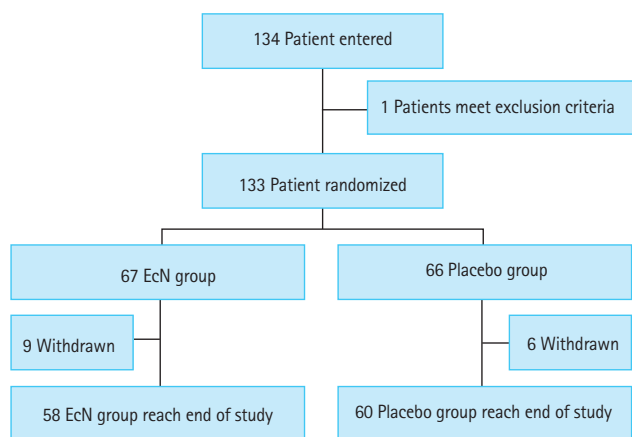 134 Patient entered
1 Patients meet exclusion criteria
133 Patient randomized
67 EcN group
66 Placebo group
9 Withdrawn
6 Withdrawn
58 EcN group reach end of study
60 Placebo group reach end of study